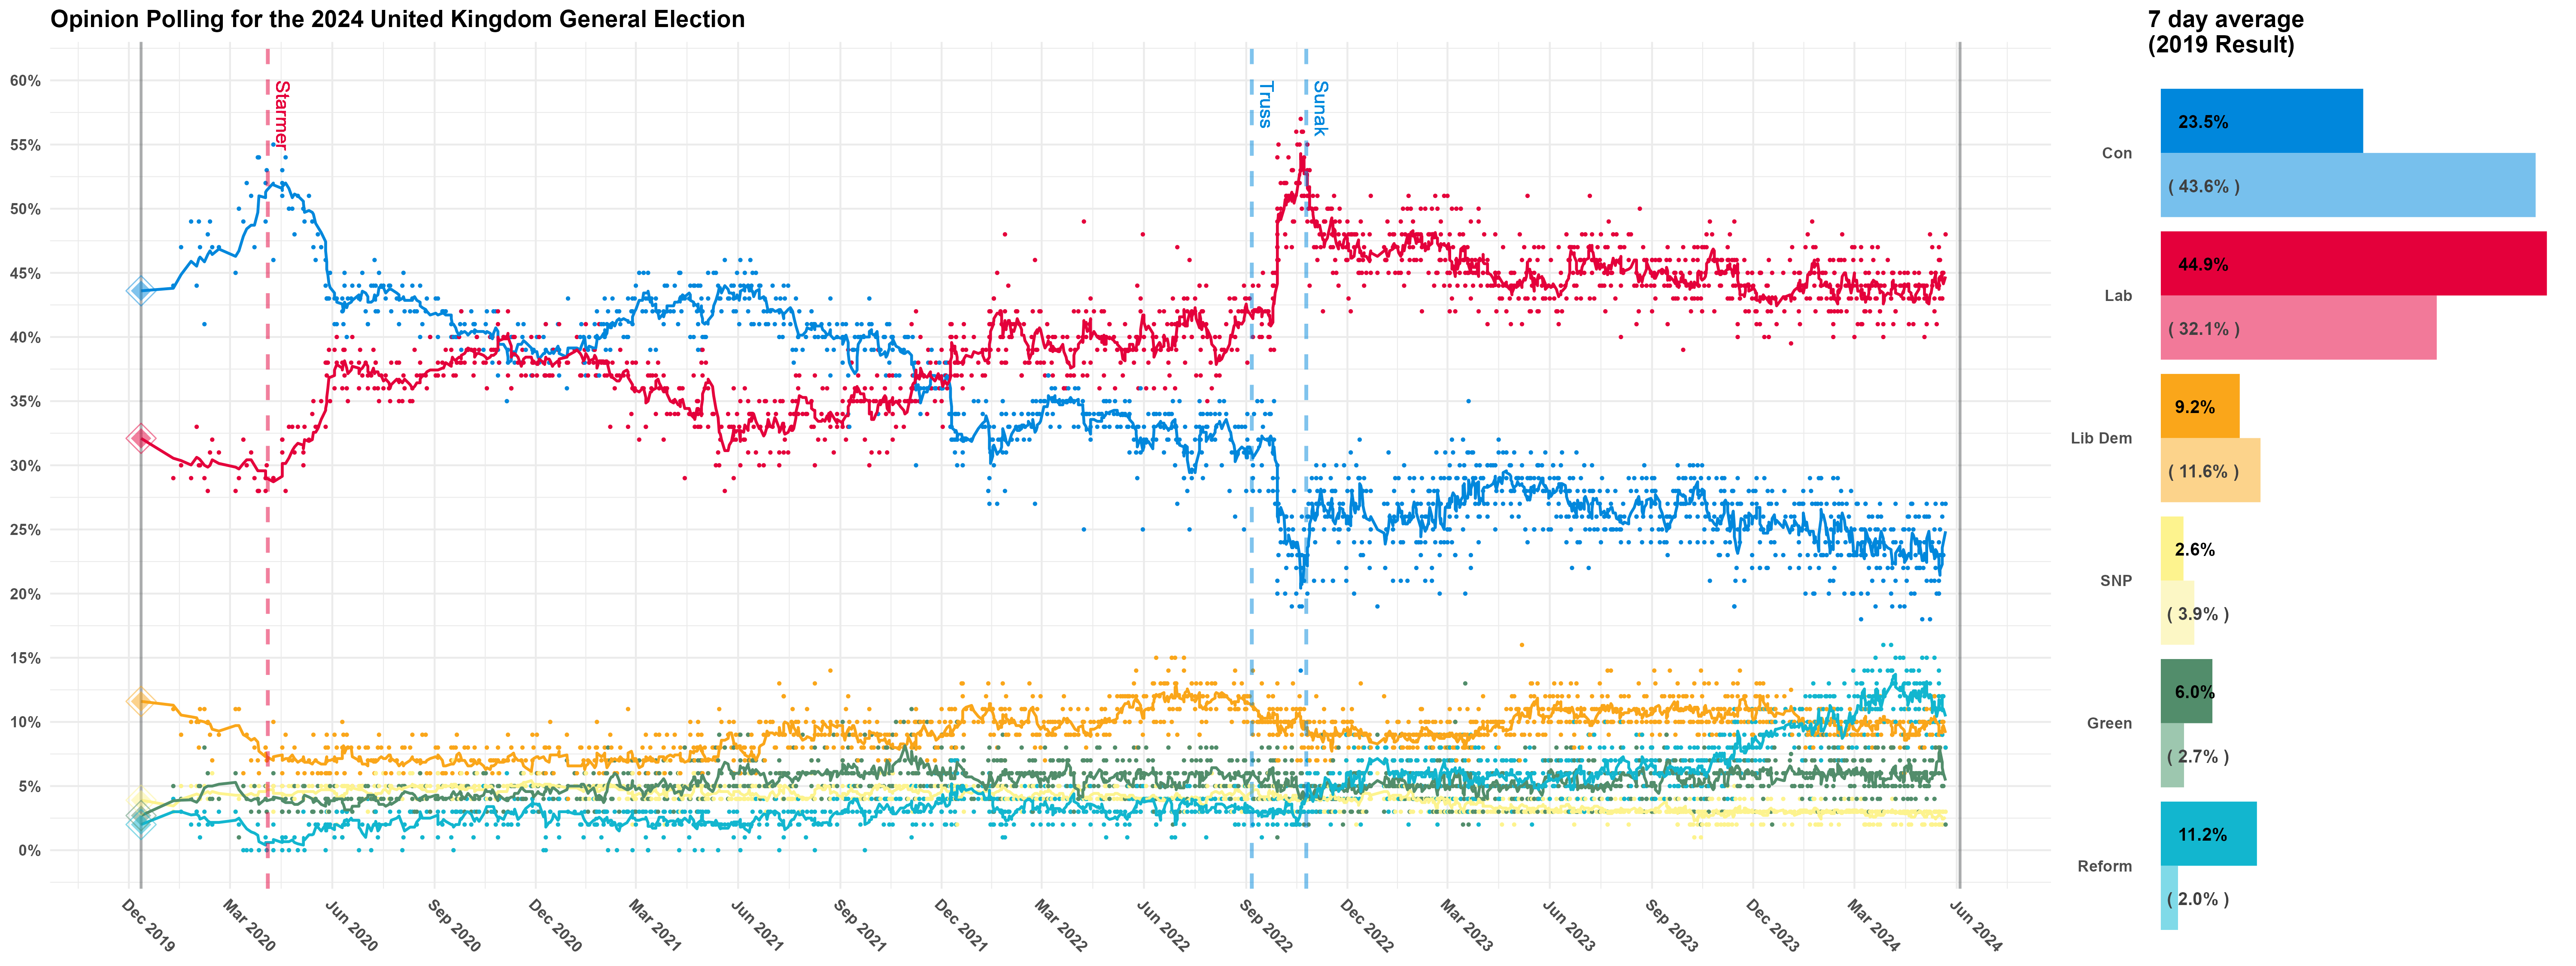 Opinion Polling for the 2024 United Kingdom General Election
60%
55%
50%
45%
40%
35%
30%
25%
20%
15%
10%
5%
0%
Starmer
Truss
Sunak
Dec 2019
Mar 2020
Jun 2020
Sep 2020
Dec 2020
Mar 2021
Jun 2021
Sep 2021
Dec 2021
Mar 2022
Jun 2022
Sep 2022
Dec 2022
Mar 2023
Jun 2023
Sep 2023
Dec 2023
Mar 2024
Jun 2024
7 day average
(2019 Result)
Con
23.5%
( 43.6% )
Lab
44.9%
( 32.1% )
Lib Dem
9.2%
( 11.6% )
SNP
2.6%
( 3.9% )
Green
6.0%
( 2.7% )
Reform
11.2%
( 2.0% )